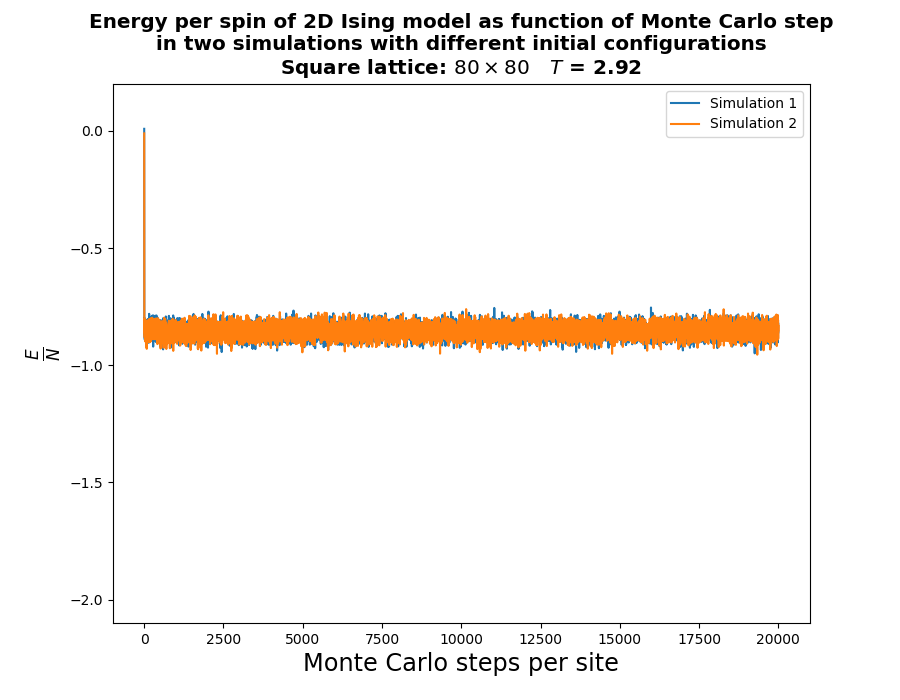 Energy per spin of 2D Ising model as function of Monte Carlo step
in two simulations with different initial configurations
Square lattice: 80 × 80 T = 2.92
Simulation 1
Simulation 2
0.0
−0.5
−1.0
−1.5
−2.0
E
N
0 2500 5000 7500 10000 12500 15000 17500 20000
Monte Carlo steps per site